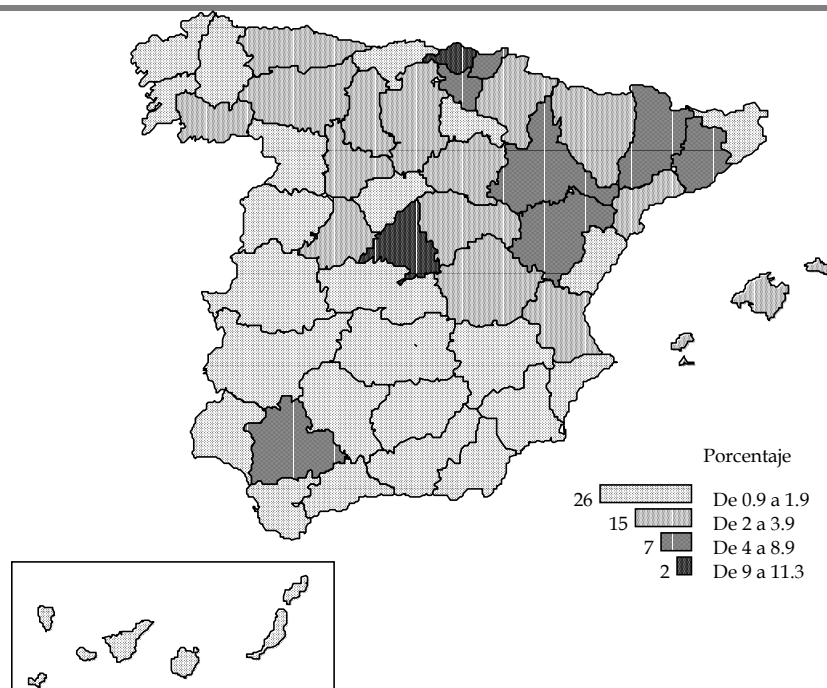 Porcentaje
26 De 0.9 a 1.9
15 De 2 a 3.9
7 De 4 a 8.9
2 De 9 a 11.3